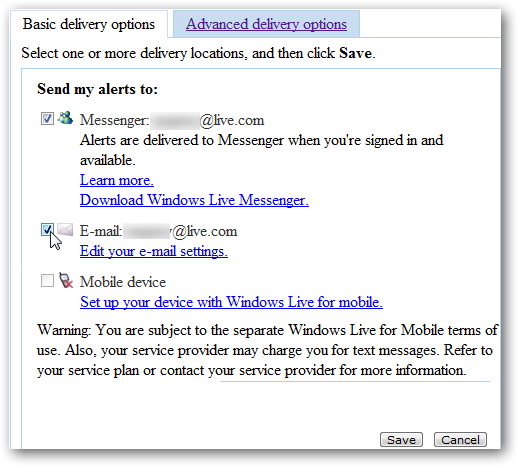 Basic delivery options
Advanced delivery options
Select one or more delivery locations, and then click Save.
Send my alerts to:
Messenger: @live.com
Alerts are delivered to Messenger when you're signed in and
available.
Learn more.
Download Windows Live Messenger.
E-mail: @live.com
Edit your e-mail settings.
Mobile device
Set up your device with Windows Live for mobile.
Warning: You are subject to the separate Windows Live for Mobile terms of
use. Also, your service provider may charge you for text messages. Refer to
your service plan or contact your service provider for more information.
Save
Cancel